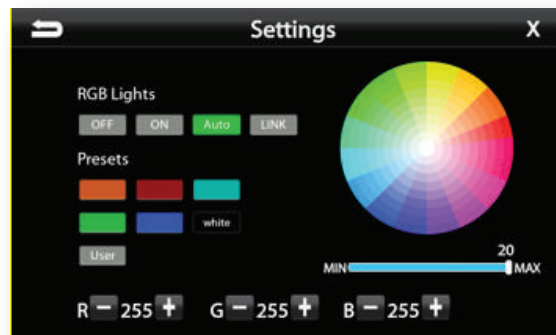 Settings X
RGB Lights
OFF ON Auto LINK
Presets
white
User
20
MIN MAX
R - 255 + G - 255 + B - 255 +